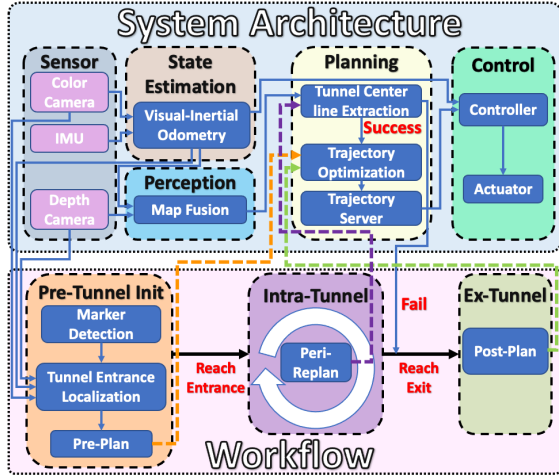 System Architecture
Sensor
Color
Camera
IMU
Depth
Camera
State
Estimation
Visual-Inertial
Odometry
Perception
Map Fusion
Planning
Tunnel Center
line Extraction
Success
Trajectory
Optimization
Trajectory
Server
Control
Controller
Actuator
Pre-Tunnel Init
Marker
Detection
Tunnel Entrance
Localization
Pre-Plan
Reach
Entrance
Intra-Tunnel
Peri-
Replan
Fail
Reach
Exit
Ex-Tunnel
Post-Plan
Workflow